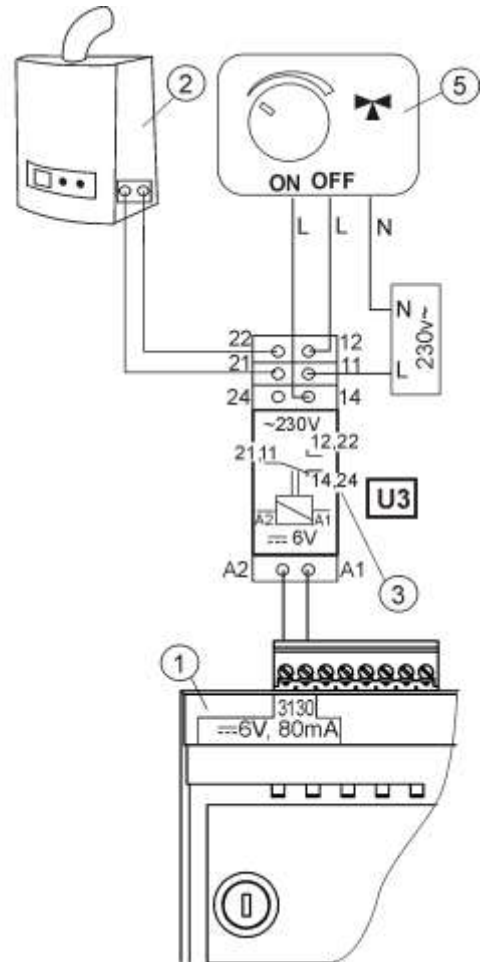 2
5
ON OFF
L L N
N
L
230v~
22 12
21 11
24 14
~230V
12,22
21,11
14,24
U3
A2 A1
⎓ 6V
A2 A1
3
1
3130
⎓6V, 80mA